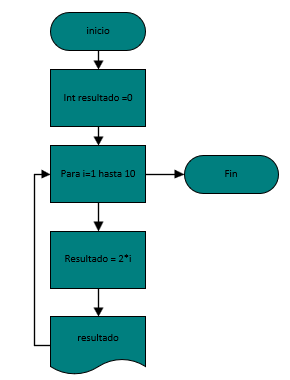 inicio
Int resultado =0
Para i=1 hasta 10
Fin
Resultado = 2*i
resultado